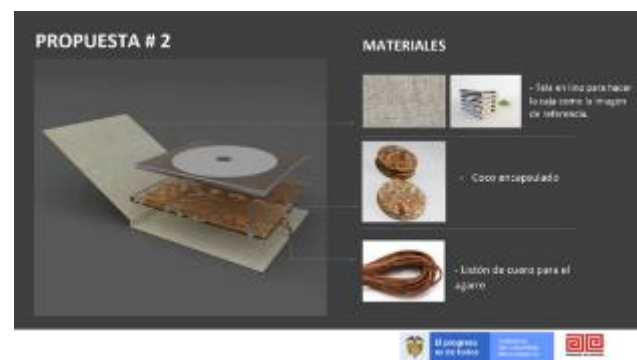 PROPUESTA # 2
MATERIALES
- Tela en lino para hacer
la caja como la imagen
de referencia.
- Coco encapsulado
- Listón de cuero para el
agarre
El progreso
es de todos